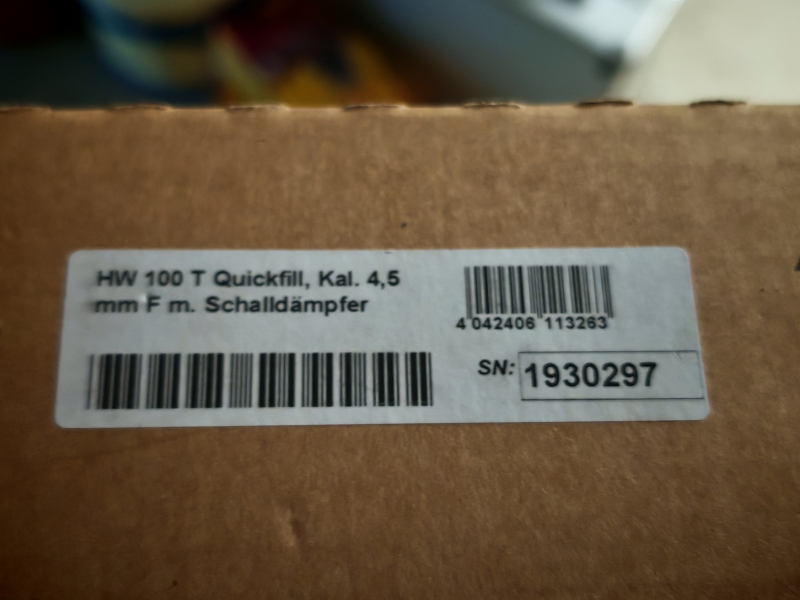 HW 100 T Quickfill, Kal. 4,5
mm F m. Schalldämpfer
4 042406 113263
SN: 1930297